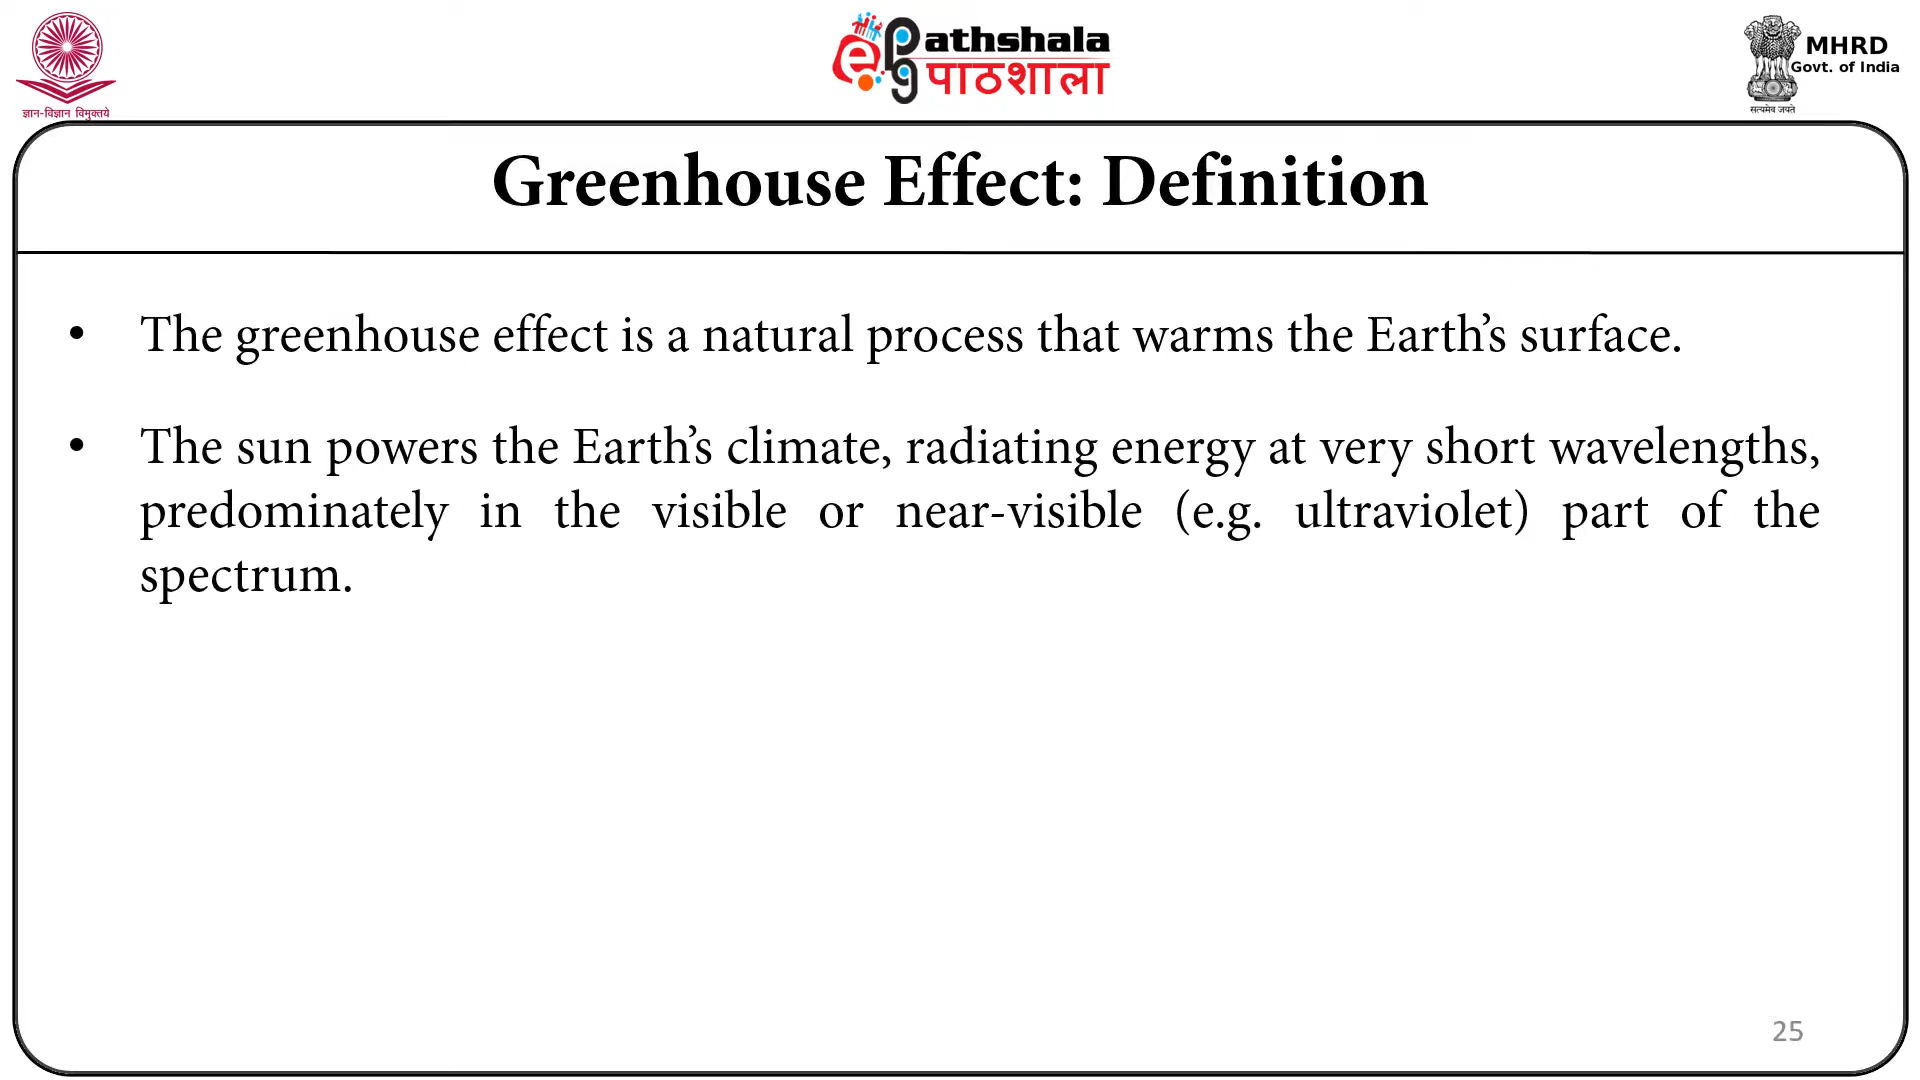 ज्ञान-विज्ञान विमुक्तये
e Pathshala
pg पाठशाला
MHRD
Govt. of India
सत्यमेव जयते
Greenhouse Effect: Definition
• The greenhouse effect is a natural process that warms the Earth’s surface.
• The sun powers the Earth’s climate, radiating energy at very short wavelengths,
predominately in the visible or near-visible (e.g. ultraviolet) part of the
spectrum.
25